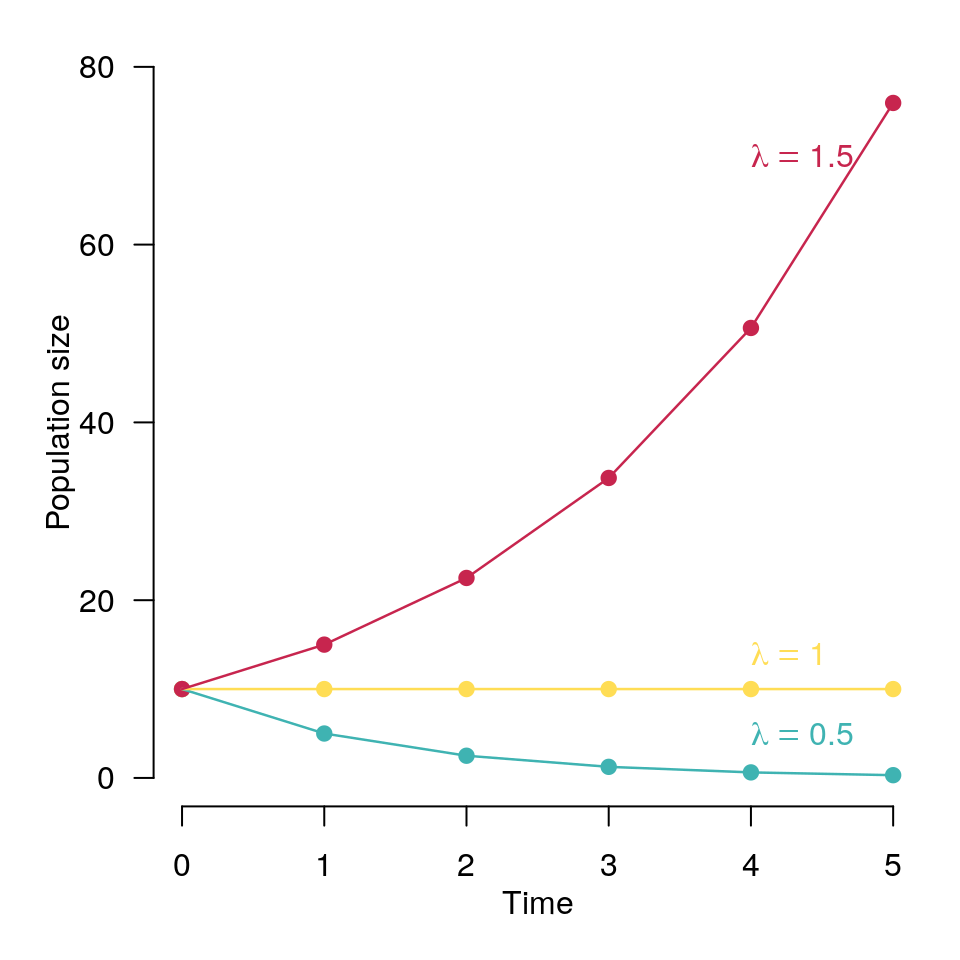 80
λ = 1.5
60
Population size
40
20
λ = 1
λ = 0.5
0
0 1 2 3 4 5
Time